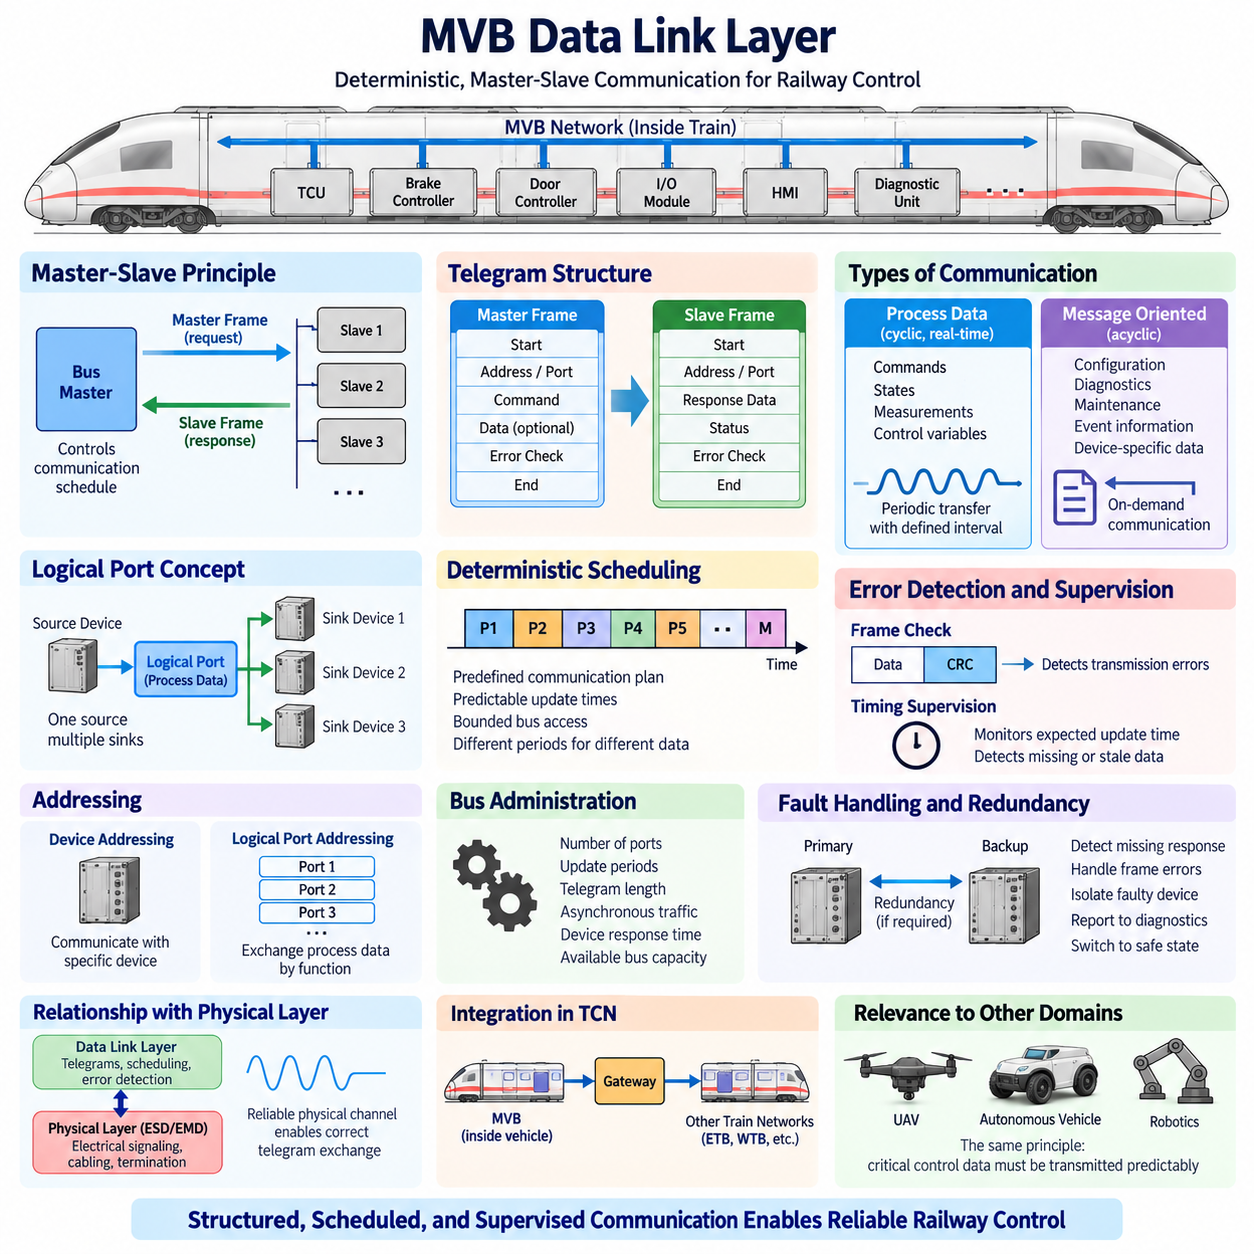 MVB Data Link Layer
Deterministic, Master-Slave Communication for Railway Control
MVB Network (Inside Train)
TCU
Brake
Controller
Door
Controller
I/O
Module
HMI
Diagnostic
Unit
...
Master-Slave Principle
Bus
Master
Controls
communication
schedule
Master Frame
(request)
Slave Frame
(response)
Slave 1
Slave 2
Slave 3
...
Telegram Structure
Master Frame
Start
Address / Port
Command
Data (optional)
Error Check
End
Slave Frame
Start
Address / Port
Response Data
Status
Error Check
End
Types of Communication
Process Data
(cyclic, real-time)
Commands
States
Measurements
Control variables
Periodic transfer
with defined interval
Message Oriented
(acyclic)
Configuration
Diagnostics
Maintenance
Event information
Device-specific data
On-demand
communication
Logical Port Concept
Source Device
Logical Port
(Process Data)
Sink Device 1
Sink Device 2
Sink Device 3
One source
multiple sinks
Deterministic Scheduling
P1 P2 P3 P4 P5 .. M
Time
Predefined communication plan
Predictable update times
Bounded bus access
Different periods for different data
Error Detection and Supervision
Frame Check
Data CRC
Detects transmission errors
Timing Supervision
Monitors expected update time
Detects missing or stale data
Addressing
Device Addressing
Communicate with
specific device
Logical Port Addressing
Port 1
Port 2
Port 3
...
Exchange process data
by function
Bus Administration
Number of ports
Update periods
Telegram length
Asynchronous traffic
Device response time
Available bus capacity
Fault Handling and Redundancy
Primary
Redundancy
(if required)
Backup
Detect missing response
Handle frame errors
Isolate faulty device
Report to diagnostics
Switch to safe state
Relationship with Physical Layer
Data Link Layer
Telegrams, scheduling,
error detection
Physical Layer (ESD/EMD)
Electrical signaling,
cabling, termination
Reliable physical channel
enables correct
telegram exchange
Integration in TCN
MVB
(inside vehicle)
Gateway
Other Train Networks
(ETB, WTB, etc.)
Relevance to Other Domains
UAV
Autonomous Vehicle
Robotics
The same principle:
critical control data must be transmitted predictably
Structured, Scheduled, and Supervised Communication Enables Reliable Railway Control